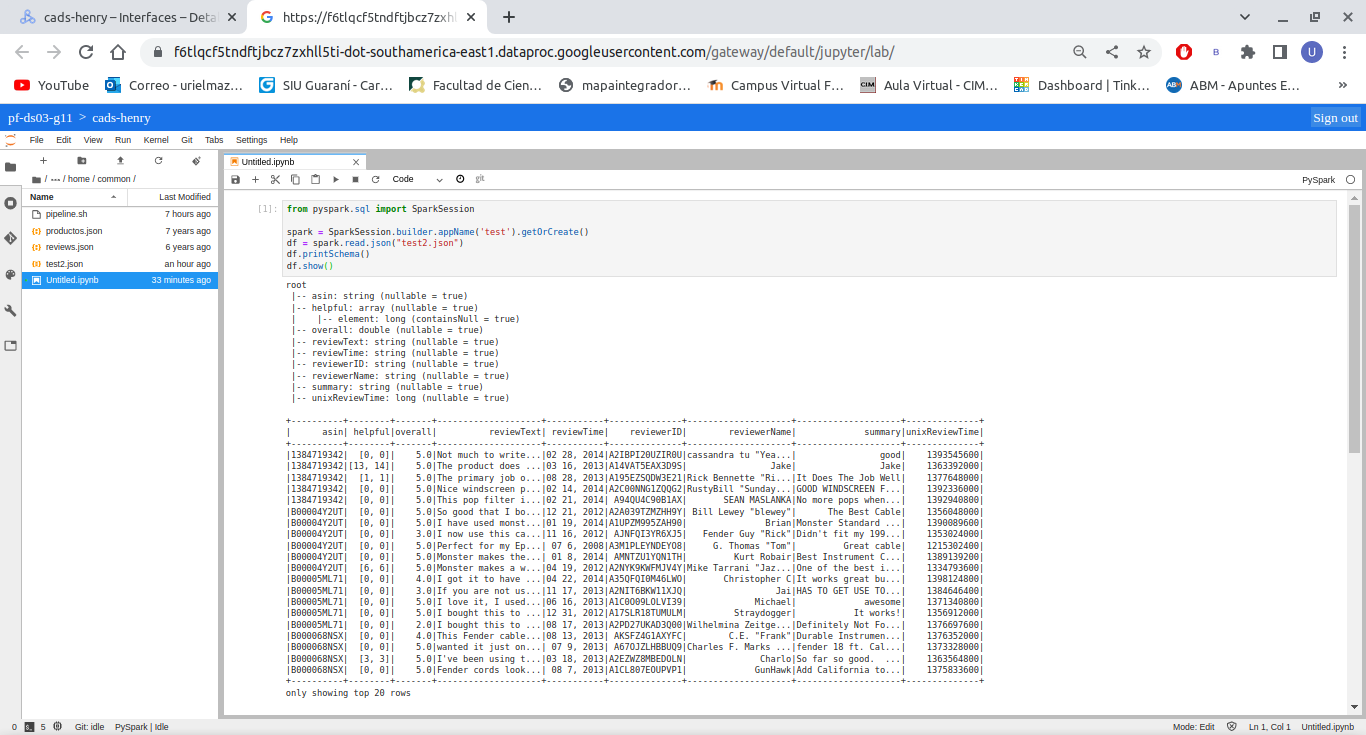 cads-henry – Interfaces – Deta
https://f6tlqcf5tndftjbcz7zxhl
f6tlqcf5tndftjbcz7zxhll5ti-dot-southamerica-east1.dataproc.googleusercontent.com/gateway/default/jupyter/lab/
YouTube Correo - urielmaz... SIU Guaraní - Car... Facultad de Cien... mapaintegrador... Campus Virtual F... Aula Virtual - CIM... Dashboard | Tink... ABM - Apuntes E... »
pf-ds03-g11 > cads-henry Sign out
File Edit View Run Kernel Git Tabs Settings Help
/ ••• / home / common /
Name Last Modified
pipeline.sh 7 hours ago
productos.json 7 years ago
reviews.json 6 years ago
test2.json an hour ago
Untitled.ipynb 33 minutes ago
Untitled.ipynb
Code git PySpark
[1]: from pyspark.sql import SparkSession
spark = SparkSession.builder.appName('test').getOrCreate()
df = spark.read.json("test2.json")
df.printSchema()
df.show()
root
|-- asin: string (nullable = true)
|-- helpful: array (nullable = true)
| |-- element: long (containsNull = true)
|-- overall: double (nullable = true)
|-- reviewText: string (nullable = true)
|-- reviewTime: string (nullable = true)
|-- reviewerID: string (nullable = true)
|-- reviewerName: string (nullable = true)
|-- summary: string (nullable = true)
|-- unixReviewTime: long (nullable = true)
+----------+--------+-------+--------------------+-----------+--------------+--------------------+--------------------+--------------+
| asin| helpful|overall| reviewText| reviewTime| reviewerID| reviewerName| summary|unixReviewTime|
+----------+--------+-------+--------------------+-----------+--------------+--------------------+--------------------+--------------+
|1384719342| [0, 0]| 5.0|Not much to write...|02 28, 2014|A2IBPI20UZIR0U|cassandra tu "Yea...| good| 1393545600|
|1384719342|[13, 14]| 5.0|The product does ...|03 16, 2013|A14VAT5EAX3D9S| Jake| Jake| 1363392000|
|1384719342| [1, 1]| 5.0|The primary job o...|08 28, 2013|A195EZSQDW3E21|Rick Bennette "Ri...|It Does The Job Well| 1377648000|
|1384719342| [0, 0]| 5.0|Nice windscreen p...|02 14, 2014|A2C00NNG1ZQQG2|RustyBill "Sunday...|GOOD WINDSCREEN F...| 1392336000|
|1384719342| [0, 0]| 5.0|This pop filter i...|02 21, 2014| A94QU4C90B1AX| SEAN MASLANKA|No more pops when...| 1392940800|
|B00004Y2UT| [0, 0]| 5.0|So good that I bo...|12 21, 2012|A2A039TZMZHH9Y| Bill Lewey "blewey"| The Best Cable| 1356048000|
|B00004Y2UT| [0, 0]| 5.0|I have used monst...|01 19, 2014|A1UPZM995ZAH90| Brian|Monster Standard ...| 1390089600|
|B00004Y2UT| [0, 0]| 3.0|I now use this ca...|11 16, 2012| AJNFQI3YR6XJ5| Fender Guy "Rick"|Didn't fit my 199...| 1353024000|
|B00004Y2UT| [0, 0]| 5.0|Perfect for my Ep...| 07 6, 2008|A3M1PLEYNDEYO8| G. Thomas "Tom"| Great cable| 1215302400|
|B00004Y2UT| [0, 0]| 5.0|Monster makes the...| 01 8, 2014| AMNTZU1YQN1TH| Kurt Robair|Best Instrument C...| 1389139200|
|B00004Y2UT| [6, 6]| 5.0|Monster makes a w...|04 19, 2012|A2NYK9KWFMJV4Y|Mike Tarrani "Jaz...|One of the best i...| 1334793600|
|B00005ML71| [0, 0]| 4.0|I got it to have ...|04 22, 2014|A35QFQI0M46LWO| Christopher C|It works great bu...| 1398124800|
|B00005ML71| [0, 0]| 3.0|If you are not us...|11 17, 2013|A2NIT6BKW11XJQ| Jai|HAS TO GET USE TO...| 1384646400|
|B00005ML71| [0, 0]| 5.0|I love it, I used...|06 16, 2013|A1C0O09LOLVI39| Michael| awesome| 1371340800|
|B00005ML71| [0, 0]| 5.0|I bought this to ...|12 31, 2012|A17SLR18TUMULM| Straydogger| It works!| 1356912000|
|B00005ML71| [0, 0]| 2.0|I bought this to ...|08 17, 2013|A2PD27UKAD3Q00|Wilhelmina Zeitge...|Definitely Not Fo...| 1376697600|
|B000068NSX| [0, 0]| 4.0|This Fender cable...|08 13, 2013| AKSFZ4G1AXYFC| C.E. "Frank"|Durable Instrumen...| 1376352000|
|B000068NSX| [0, 0]| 5.0|wanted it just on...| 07 9, 2013| A67OJZLHBBUQ9|Charles F. Marks ...|fender 18 ft. Cal...| 1373328000|
|B000068NSX| [3, 3]| 5.0|I've been using t...|03 18, 2013|A2EZWZ8MBEDOLN| Charlo|So far so good. ...| 1363564800|
|B000068NSX| [0, 0]| 5.0|Fender cords look...| 08 7, 2013|A1CL807EOUPVP1| GunHawk|Add California to...| 1375833600|
+----------+--------+-------+--------------------+-----------+--------------+--------------------+--------------------+--------------+
only showing top 20 rows
0 5 Git: idle PySpark | Idle Mode: Edit Ln 1, Col 1 Untitled.ipynb